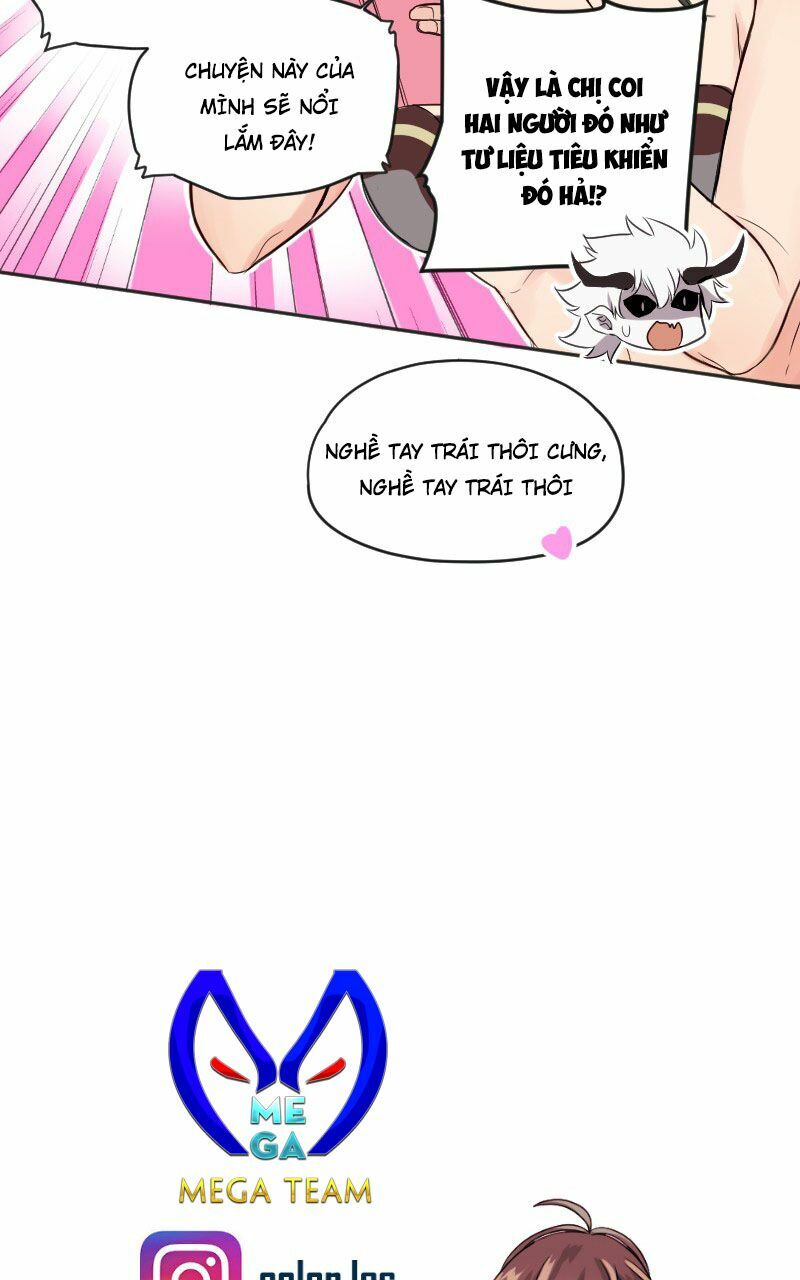 CHUYỆN NÀY CỦA
MÌNH SẼ NỔI
LẮM ĐÂY!
VẬY LÀ CHỊ COI
HAI NGƯỜI ĐÓ NHƯ
TƯ LIỆU TIÊU KHIỂN
ĐÓ HẢ!?
NGHỀ TAY TRÁI THÔI CƯNG,
NGHỀ TAY TRÁI THÔI
ME
GA
MEGA TEAM